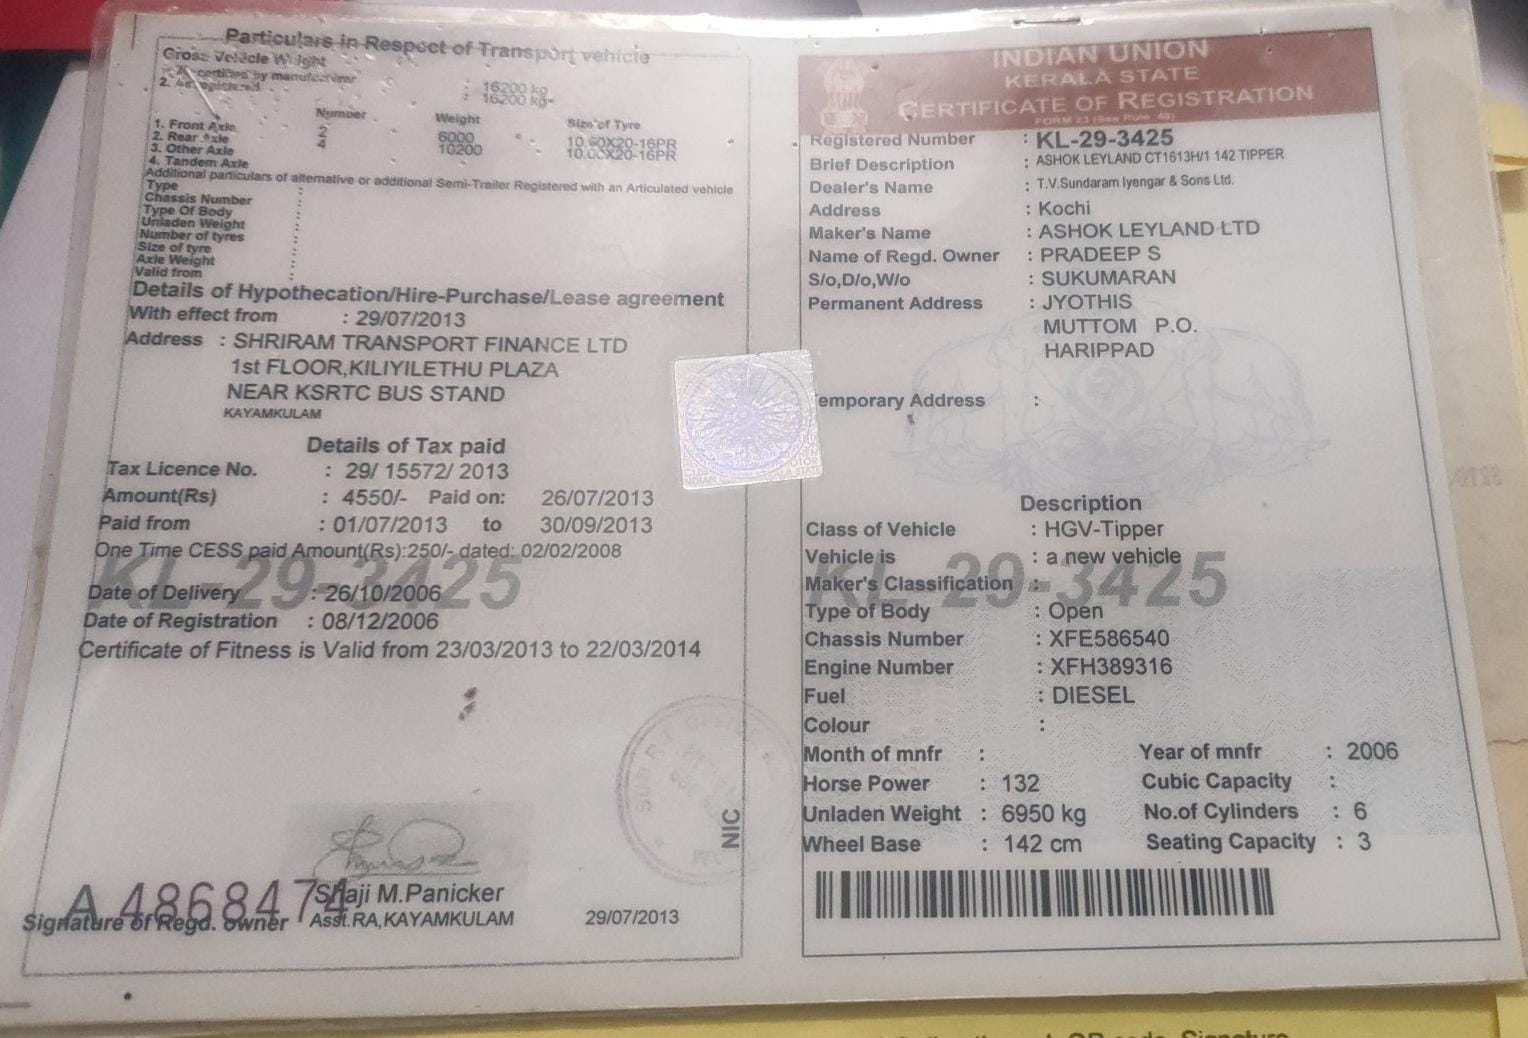 Particulars in Respect of Transport vehicle
Gross Vehicle Weight
certified by manufacturer : 16200 kg
2. As registered : 16200 kg
Number Weight Size of Tyre
1. Front Axle 2 6000 10.00X20-16PR
2. Rear Axle 4 10200 10.00X20-16PR
3. Other Axle
4. Tandem Axle
Additional particulars of alternative or additional Semi-Trailer Registered with an Articulated vehicle
Type :
Chassis Number :
Type Of Body :
Unladen Weight :
Number of tyres :
Size of tyre :
Axle Weight :
Valid from :
Details of Hypothecation/Hire-Purchase/Lease agreement
With effect from : 29/07/2013
Address : SHRIRAM TRANSPORT FINANCE LTD
1st FLOOR,KILIYILETHU PLAZA
NEAR KSRTC BUS STAND
KAYAMKULAM
Details of Tax paid
Tax Licence No. : 29/ 15572/ 2013
Amount(Rs) : 4550/- Paid on: 26/07/2013
Paid from : 01/07/2013 to 30/09/2013
One Time CESS paid Amount(Rs):250/- dated: 02/02/2008
KL-29-3425
Date of Delivery : 26/10/2006
Date of Registration : 08/12/2006
Certificate of Fitness is Valid from 23/03/2013 to 22/03/2014
NIC
A 4868474
Shaji M.Panicker
Signature of Regd. owner Asst.RA,KAYAMKULAM 29/07/2013
INDIAN UNION
KERALA STATE
CERTIFICATE OF REGISTRATION
FORM 23 (See Rule 48)
Registered Number : KL-29-3425
Brief Description : ASHOK LEYLAND CT1613H/1 142 TIPPER
Dealer's Name : T.V.Sundaram Iyengar & Sons Ltd.
Address : Kochi
Maker's Name : ASHOK LEYLAND LTD
Name of Regd. Owner : PRADEEP S
S/o,D/o,W/o : SUKUMARAN
Permanent Address : JYOTHIS
MUTTOM P.O.
HARIPPAD
Temporary Address :
Description
Class of Vehicle : HGV-Tipper
Vehicle is : a new vehicle
KL-29-3425
Maker's Classification :
Type of Body : Open
Chassis Number : XFE586540
Engine Number : XFH389316
Fuel : DIESEL
Colour :
Month of mnfr : Year of mnfr : 2006
Horse Power : 132 Cubic Capacity :
Unladen Weight : 6950 kg No.of Cylinders : 6
Wheel Base : 142 cm Seating Capacity : 3